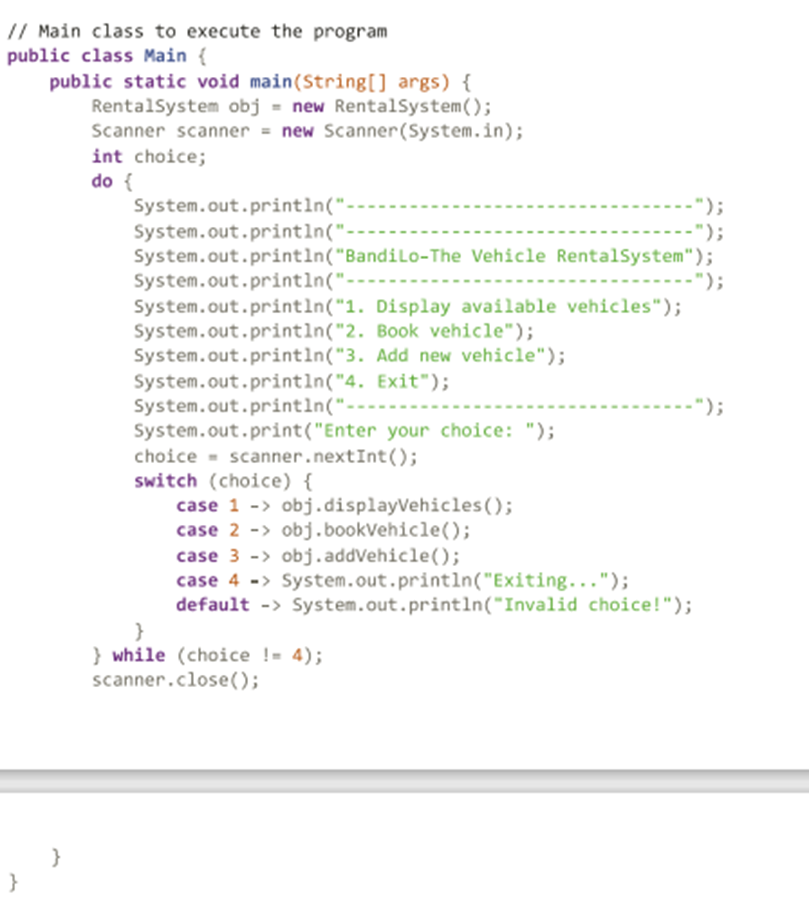 // Main class to execute the program
public class Main {
    public static void main(String[] args) {
        RentalSystem obj = new RentalSystem();
        Scanner scanner = new Scanner(System.in);
        int choice;
        do {
            System.out.println("---------------------------------");
            System.out.println("---------------------------------");
            System.out.println("BandiLo-The Vehicle RentalSystem");
            System.out.println("---------------------------------");
            System.out.println("1. Display available vehicles");
            System.out.println("2. Book vehicle");
            System.out.println("3. Add new vehicle");
            System.out.println("4. Exit");
            System.out.println("---------------------------------");
            System.out.print("Enter your choice: ");
            choice = scanner.nextInt();
            switch (choice) {
                case 1 -> obj.displayVehicles();
                case 2 -> obj.bookVehicle();
                case 3 -> obj.addVehicle();
                case 4 -> System.out.println("Exiting...");
                default -> System.out.println("Invalid choice!");
            }
        } while (choice != 4);
        scanner.close();
    }
}